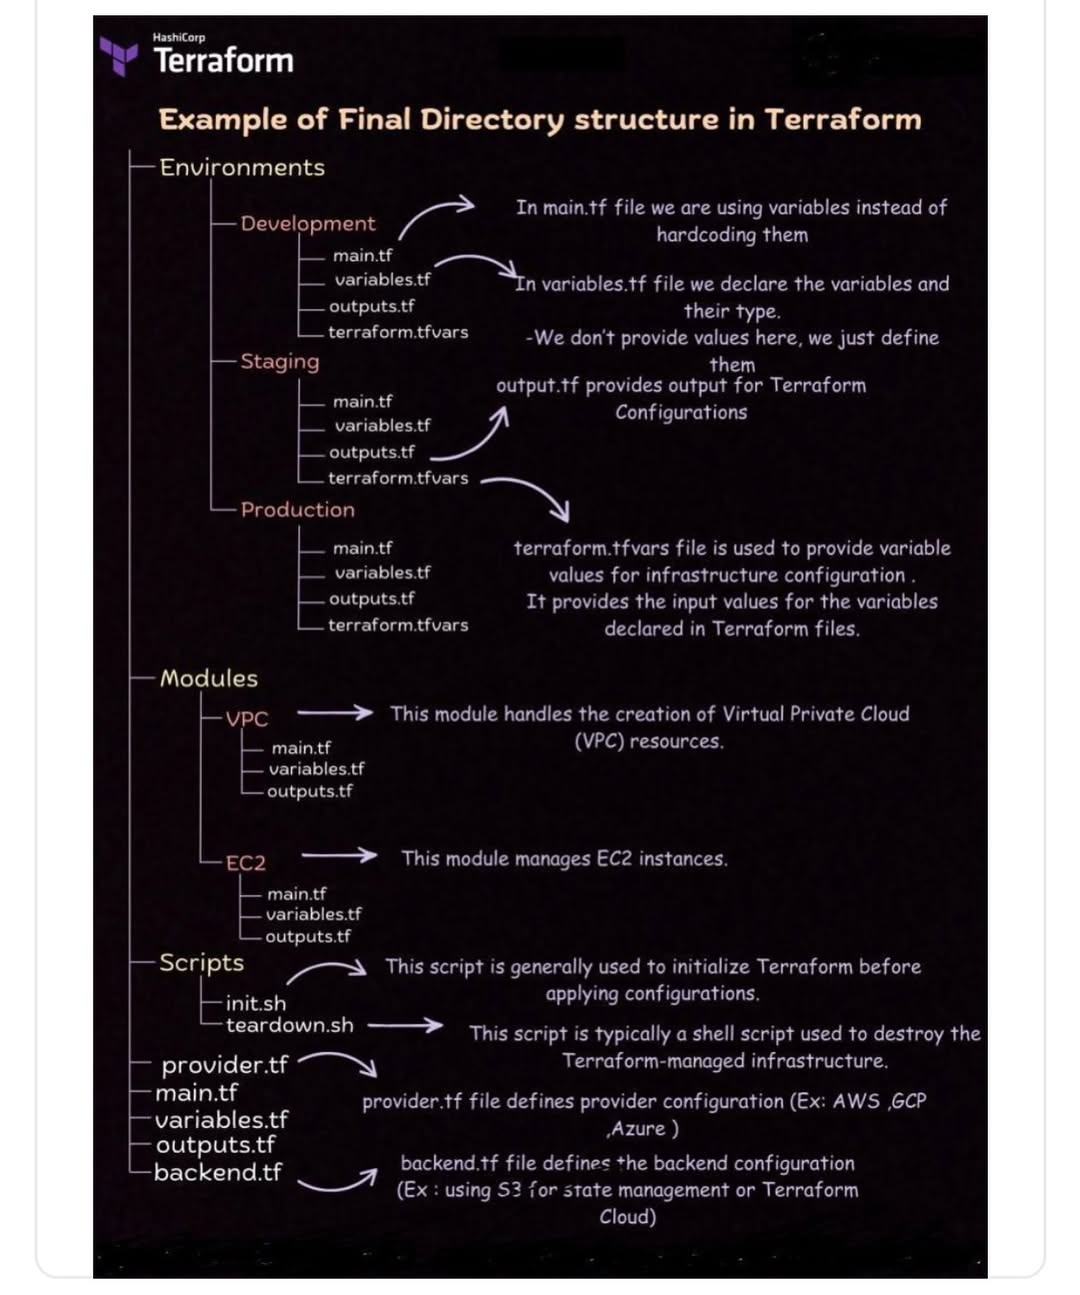 HashiCorp
Terraform
Example of Final Directory structure in Terraform
Environments
Development
main.tf
variables.tf
outputs.tf
terraform.tfvars
In main.tf file we are using variables instead of
hardcoding them
In variables.tf file we declare the variables and
their type.
-We don't provide values here, we just define
them
Staging
main.tf
variables.tf
outputs.tf
terraform.tfvars
output.tf provides output for Terraform
Configurations
Production
main.tf
variables.tf
outputs.tf
terraform.tfvars
terraform.tfvars file is used to provide variable
values for infrastructure configuration .
It provides the input values for the variables
declared in Terraform files.
Modules
VPC
This module handles the creation of Virtual Private Cloud
(VPC) resources.
main.tf
variables.tf
outputs.tf
EC2
This module manages EC2 instances.
main.tf
variables.tf
outputs.tf
Scripts
init.sh
This script is generally used to initialize Terraform before
applying configurations.
teardown.sh
This script is typically a shell script used to destroy the
Terraform-managed infrastructure.
provider.tf
main.tf
variables.tf
outputs.tf
backend.tf
provider.tf file defines provider configuration (Ex: AWS ,GCP
,Azure )
backend.tf file defines the backend configuration
(Ex : using S3 for state management or Terraform
Cloud)